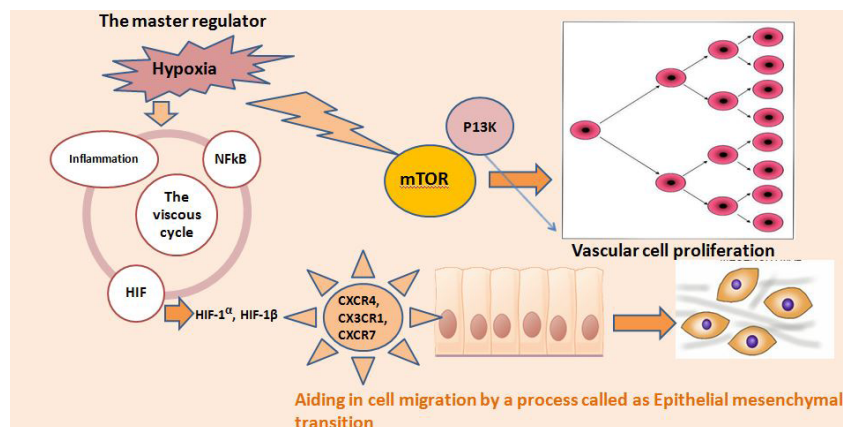 The master regulator
Hypoxia
Inflammation
NFkB
The
viscous
cycle
HIF
HIF-1α, HIF-1β
P13K
mTOR
Vascular cell proliferation
CXCR4,
CX3CR1,
CXCR7
Aiding in cell migration by a process called as Epithelial mesenchymal
transition